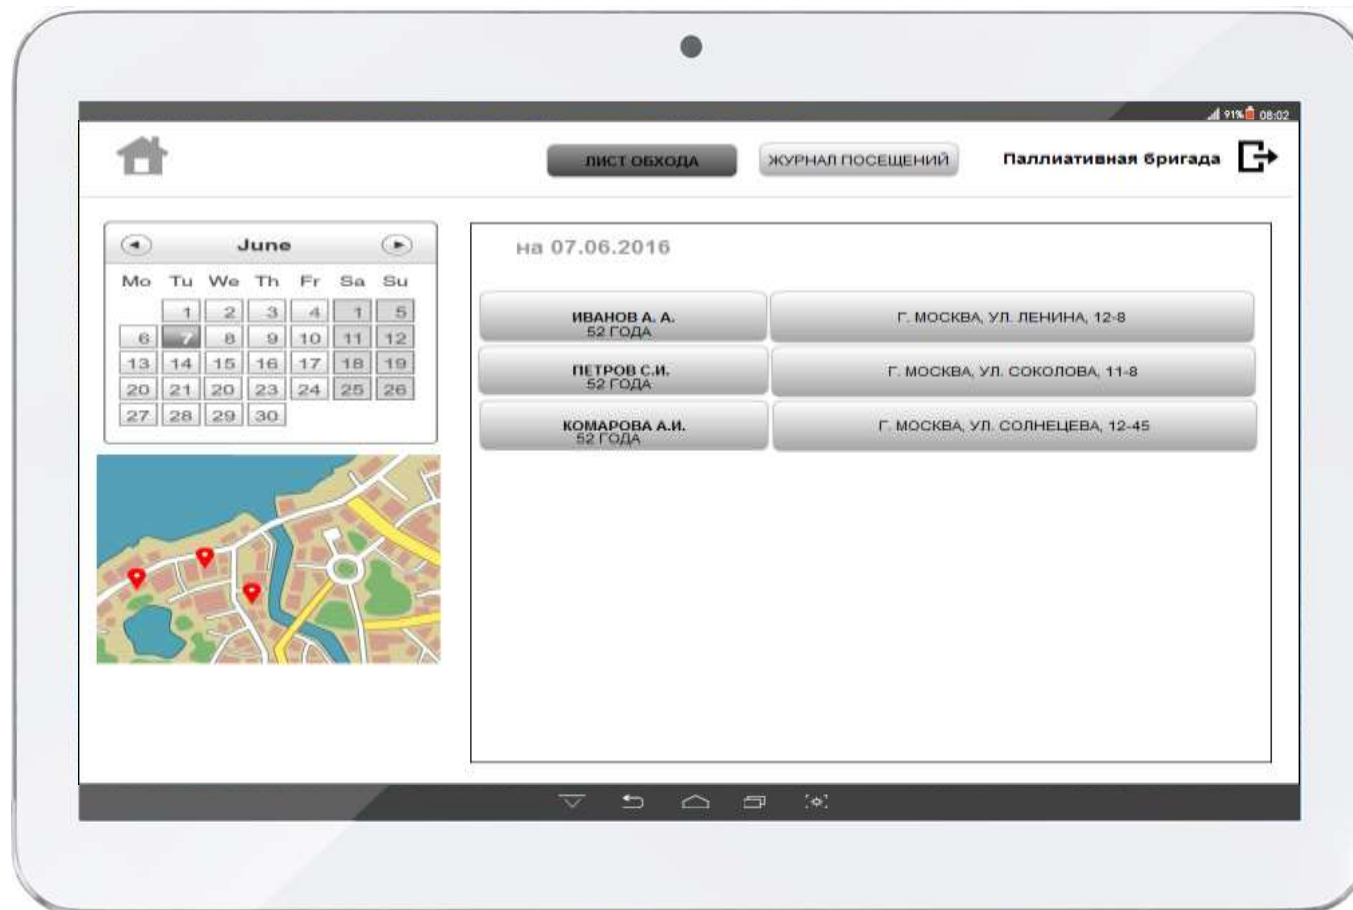 91% 08:02
ЛИСТ ОБХОДА ЖУРНАЛ ПОСЕЩЕНИЙ Паллиативная бригада
June
Mo Tu We Th Fr Sa Su
1 2 3 4 1 5
6 7 8 9 10 11 12
13 14 15 16 17 18 19
20 21 20 23 24 25 26
27 28 29 30
на 07.06.2016
ИВАНОВ А. А. Г. МОСКВА, УЛ. ЛЕНИНА, 12-8
52 ГОДА
ПЕТРОВ С.И. Г. МОСКВА, УЛ. СОКОЛОВА, 11-8
52 ГОДА
КОМАРОВА А.И. Г. МОСКВА, УЛ. СОЛНЕЦЕВА, 12-45
52 ГОДА